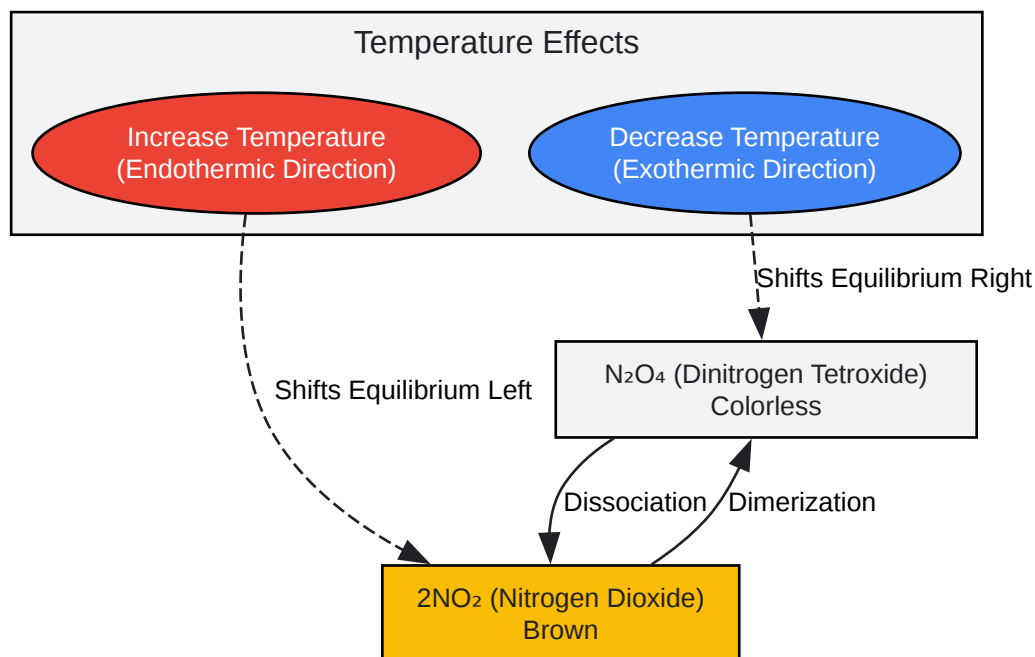 Temperature Effects
Increase Temperature
(Endothermic Direction)
Decrease Temperature
(Exothermic Direction)
Shifts Equilibrium Right
N₂O₄ (Dinitrogen Tetroxide)
Colorless
Shifts Equilibrium Left
Dissociation
Dimerization
2NO₂ (Nitrogen Dioxide)
Brown